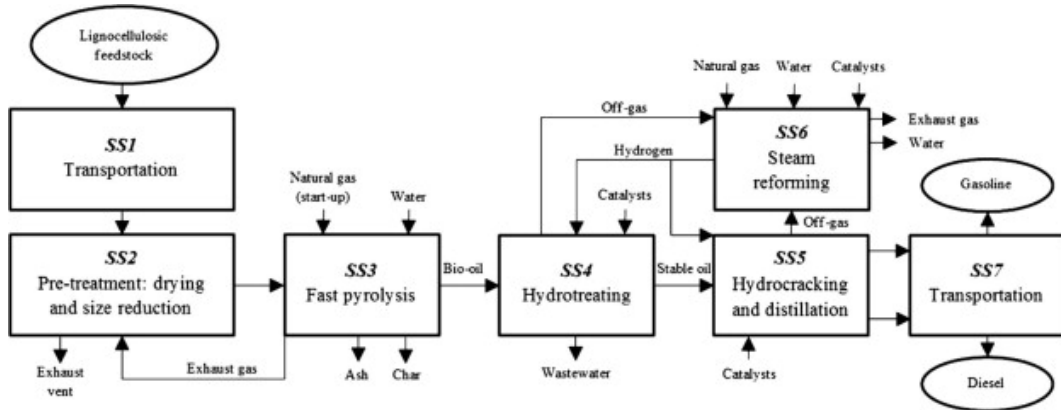 Lignocellulosic
feedstock
SS1
Transportation
SS2
Pre-treatment: drying
and size reduction
Exhaust
vent
Exhaust gas
Natural gas
(start-up)
Water
SS3
Fast pyrolysis
Ash
Char
Bio-oil
Off-gas
Hydrogen
Catalysts
SS4
Hydrotreating
Wastewater
Stable oil
Natural gas
Water
Catalysts
SS6
Steam
reforming
Exhaust gas
Water
Off-gas
SS5
Hydrocracking
and distillation
Catalysts
Gasoline
SS7
Transportation
Diesel